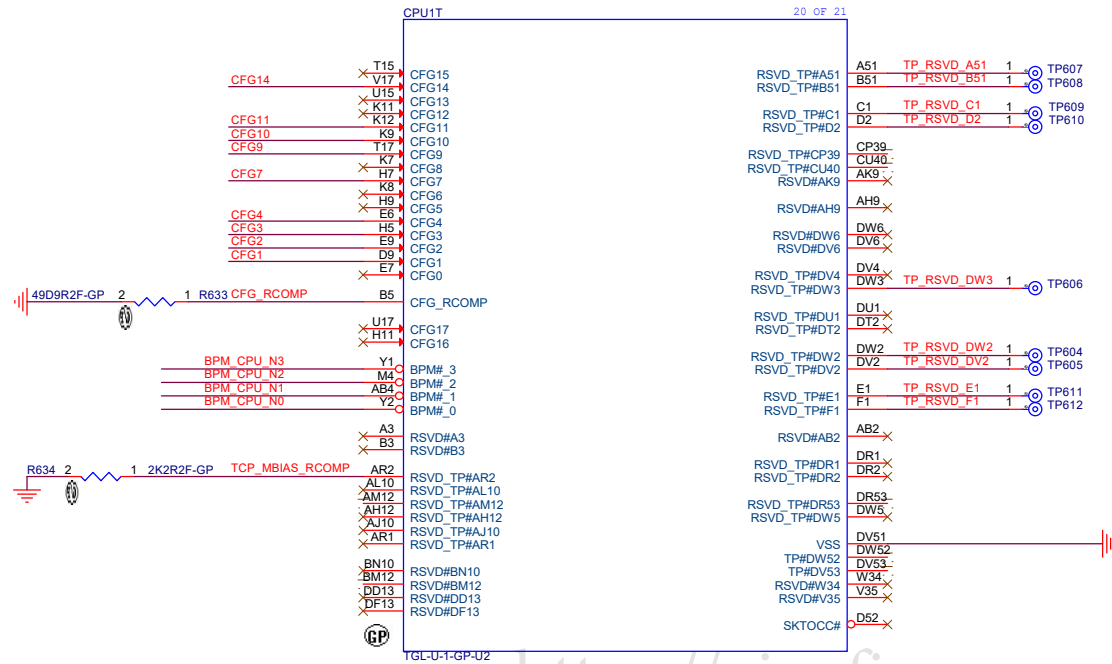 CPU1T 20 OF 21
T15 CFG15
CFG14 V17 CFG14
U15 CFG13
K11 CFG12
CFG11 K12 CFG11
CFG10 K9 CFG10
CFG9 T17 CFG9
K7 CFG8
CFG7 H7 CFG7
K8 CFG6
H9 CFG5
CFG4 E6 CFG4
CFG3 H5 CFG3
CFG2 E9 CFG2
CFG1 D9 CFG1
E7 CFG0
49D9R2F-GP 2 1 R633 CFG_RCOMP B5 CFG_RCOMP
U17 CFG17
H11 CFG16
BPM_CPU_N3 Y1 BPM#_3
BPM_CPU_N2 M4 BPM#_2
BPM_CPU_N1 AB4 BPM#_1
BPM_CPU_N0 Y2 BPM#_0
A3 RSVD#A3
B3 RSVD#B3
R634 2 1 2K2R2F-GP TCP_MBIAS_RCOMP AR2 RSVD_TP#AR2
AL10 RSVD_TP#AL10
AM12 RSVD_TP#AM12
AH12 RSVD_TP#AH12
AJ10 RSVD_TP#AJ10
AR1 RSVD_TP#AR1
BN10 RSVD#BN10
BM12 RSVD#BM12
DD13 RSVD#DD13
DF13 RSVD#DF13
GP
TGL-U-1-GP-U2
RSVD_TP#A51 A51 TP_RSVD_A51 1 TP607
RSVD_TP#B51 B51 TP_RSVD_B51 1 TP608
RSVD_TP#C1 C1 TP_RSVD_C1 1 TP609
RSVD_TP#D2 D2 TP_RSVD_D2 1 TP610
RSVD_TP#CP39 CP39
RSVD_TP#CU40 CU40
RSVD#AK9 AK9
RSVD#AH9 AH9
RSVD#DW6 DW6
RSVD#DV6 DV6
RSVD_TP#DV4 DV4
RSVD_TP#DW3 DW3 TP_RSVD_DW3 1 TP606
RSVD_TP#DU1 DU1
RSVD_TP#DT2 DT2
RSVD_TP#DW2 DW2 TP_RSVD_DW2 1 TP604
RSVD_TP#DV2 DV2 TP_RSVD_DV2 1 TP605
RSVD_TP#E1 E1 TP_RSVD_E1 1 TP611
RSVD_TP#F1 F1 TP_RSVD_F1 1 TP612
RSVD#AB2 AB2
RSVD_TP#DR1 DR1
RSVD_TP#DR2 DR2
RSVD_TP#DR53 DR53
RSVD_TP#DW5 DW5
VSS DV51
TP#DW52 DW52
TP#DV53 DV53
RSVD#W34 W34
RSVD#V35 V35
SKTOCC# D52